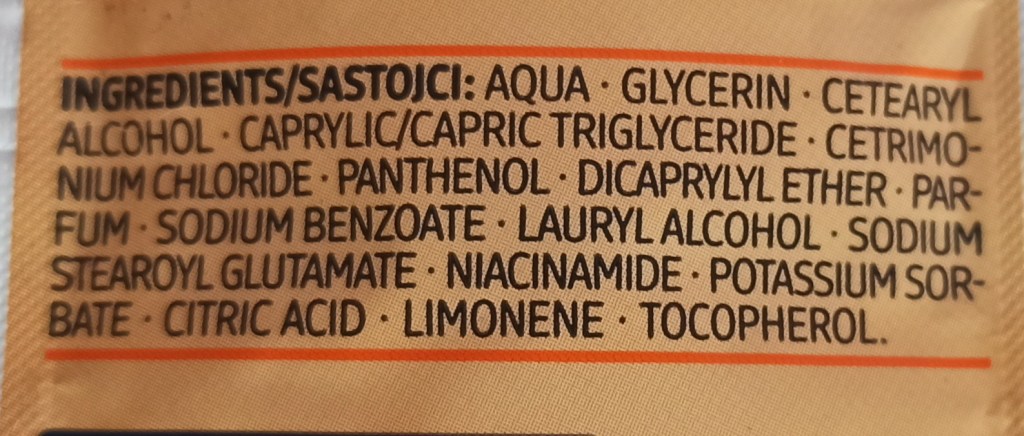 INGREDIENTS/SASTOJCI: AQUA · GLYCERIN · CETEARYL
ALCOHOL · CAPRYLIC/CAPRIC TRIGLYCERIDE · CETRIMO-
NIUM CHLORIDE · PANTHENOL · DICAPRYLYL ETHER · PAR-
FUM · SODIUM BENZOATE · LAURYL ALCOHOL · SODIUM
STEAROYL GLUTAMATE · NIACINAMIDE · POTASSIUM SOR-
BATE · CITRIC ACID · LIMONENE · TOCOPHEROL.